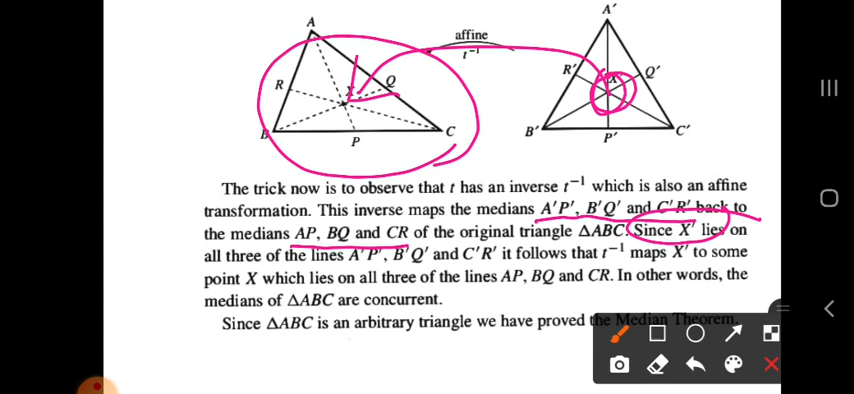 A
affine
t⁻¹
A′
R
X
Q
B
P
C
R′
X′
Q′
B′
P′
C′
The trick now is to observe that t has an inverse t⁻¹ which is also an affine
transformation. This inverse maps the medians A′P′, B′Q′ and C′R′ back to
the medians AP, BQ and CR of the original triangle ΔABC. Since X′ lies on
all three of the lines A′P′, B′Q′ and C′R′ it follows that t⁻¹ maps X′ to some
point X which lies on all three of the lines AP, BQ and CR. In other words, the
medians of ΔABC are concurrent.
Since ΔABC is an arbitrary triangle we have proved the Median Theorem.